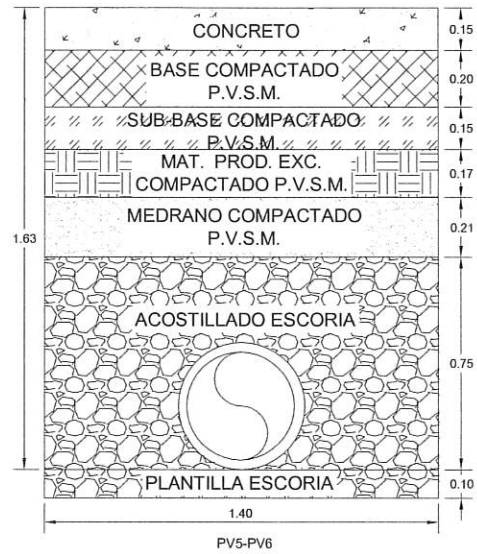 CONCRETO
0.15
BASE COMPACTADO
P.V.S.M.
0.20
SUB-BASE COMPACTADO
P.V.S.M.
0.15
MAT. PROD. EXC.
COMPACTADO P.V.S.M.
0.17
MEDRANO COMPACTADO
P.V.S.M.
0.21
1.63
ACOSTILLADO ESCORIA
0.75
PLANTILLA ESCORIA
0.10
1.40
PV5-PV6